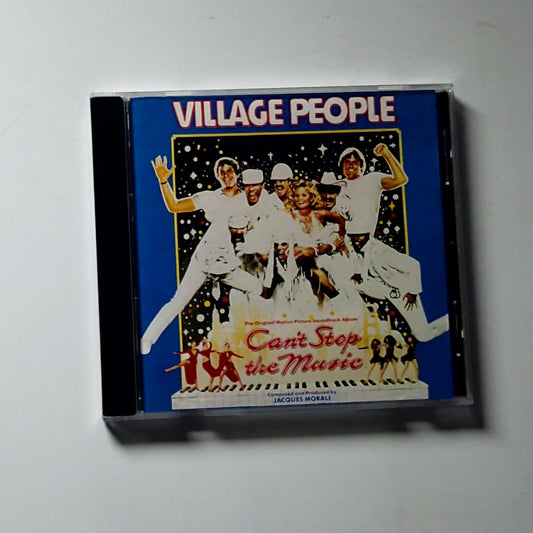 VILLAGE PEOPLE
The Original Motion Picture Soundtrack Album
Can't Stop
the Music
Composed and Produced by
JACQUES MORALI